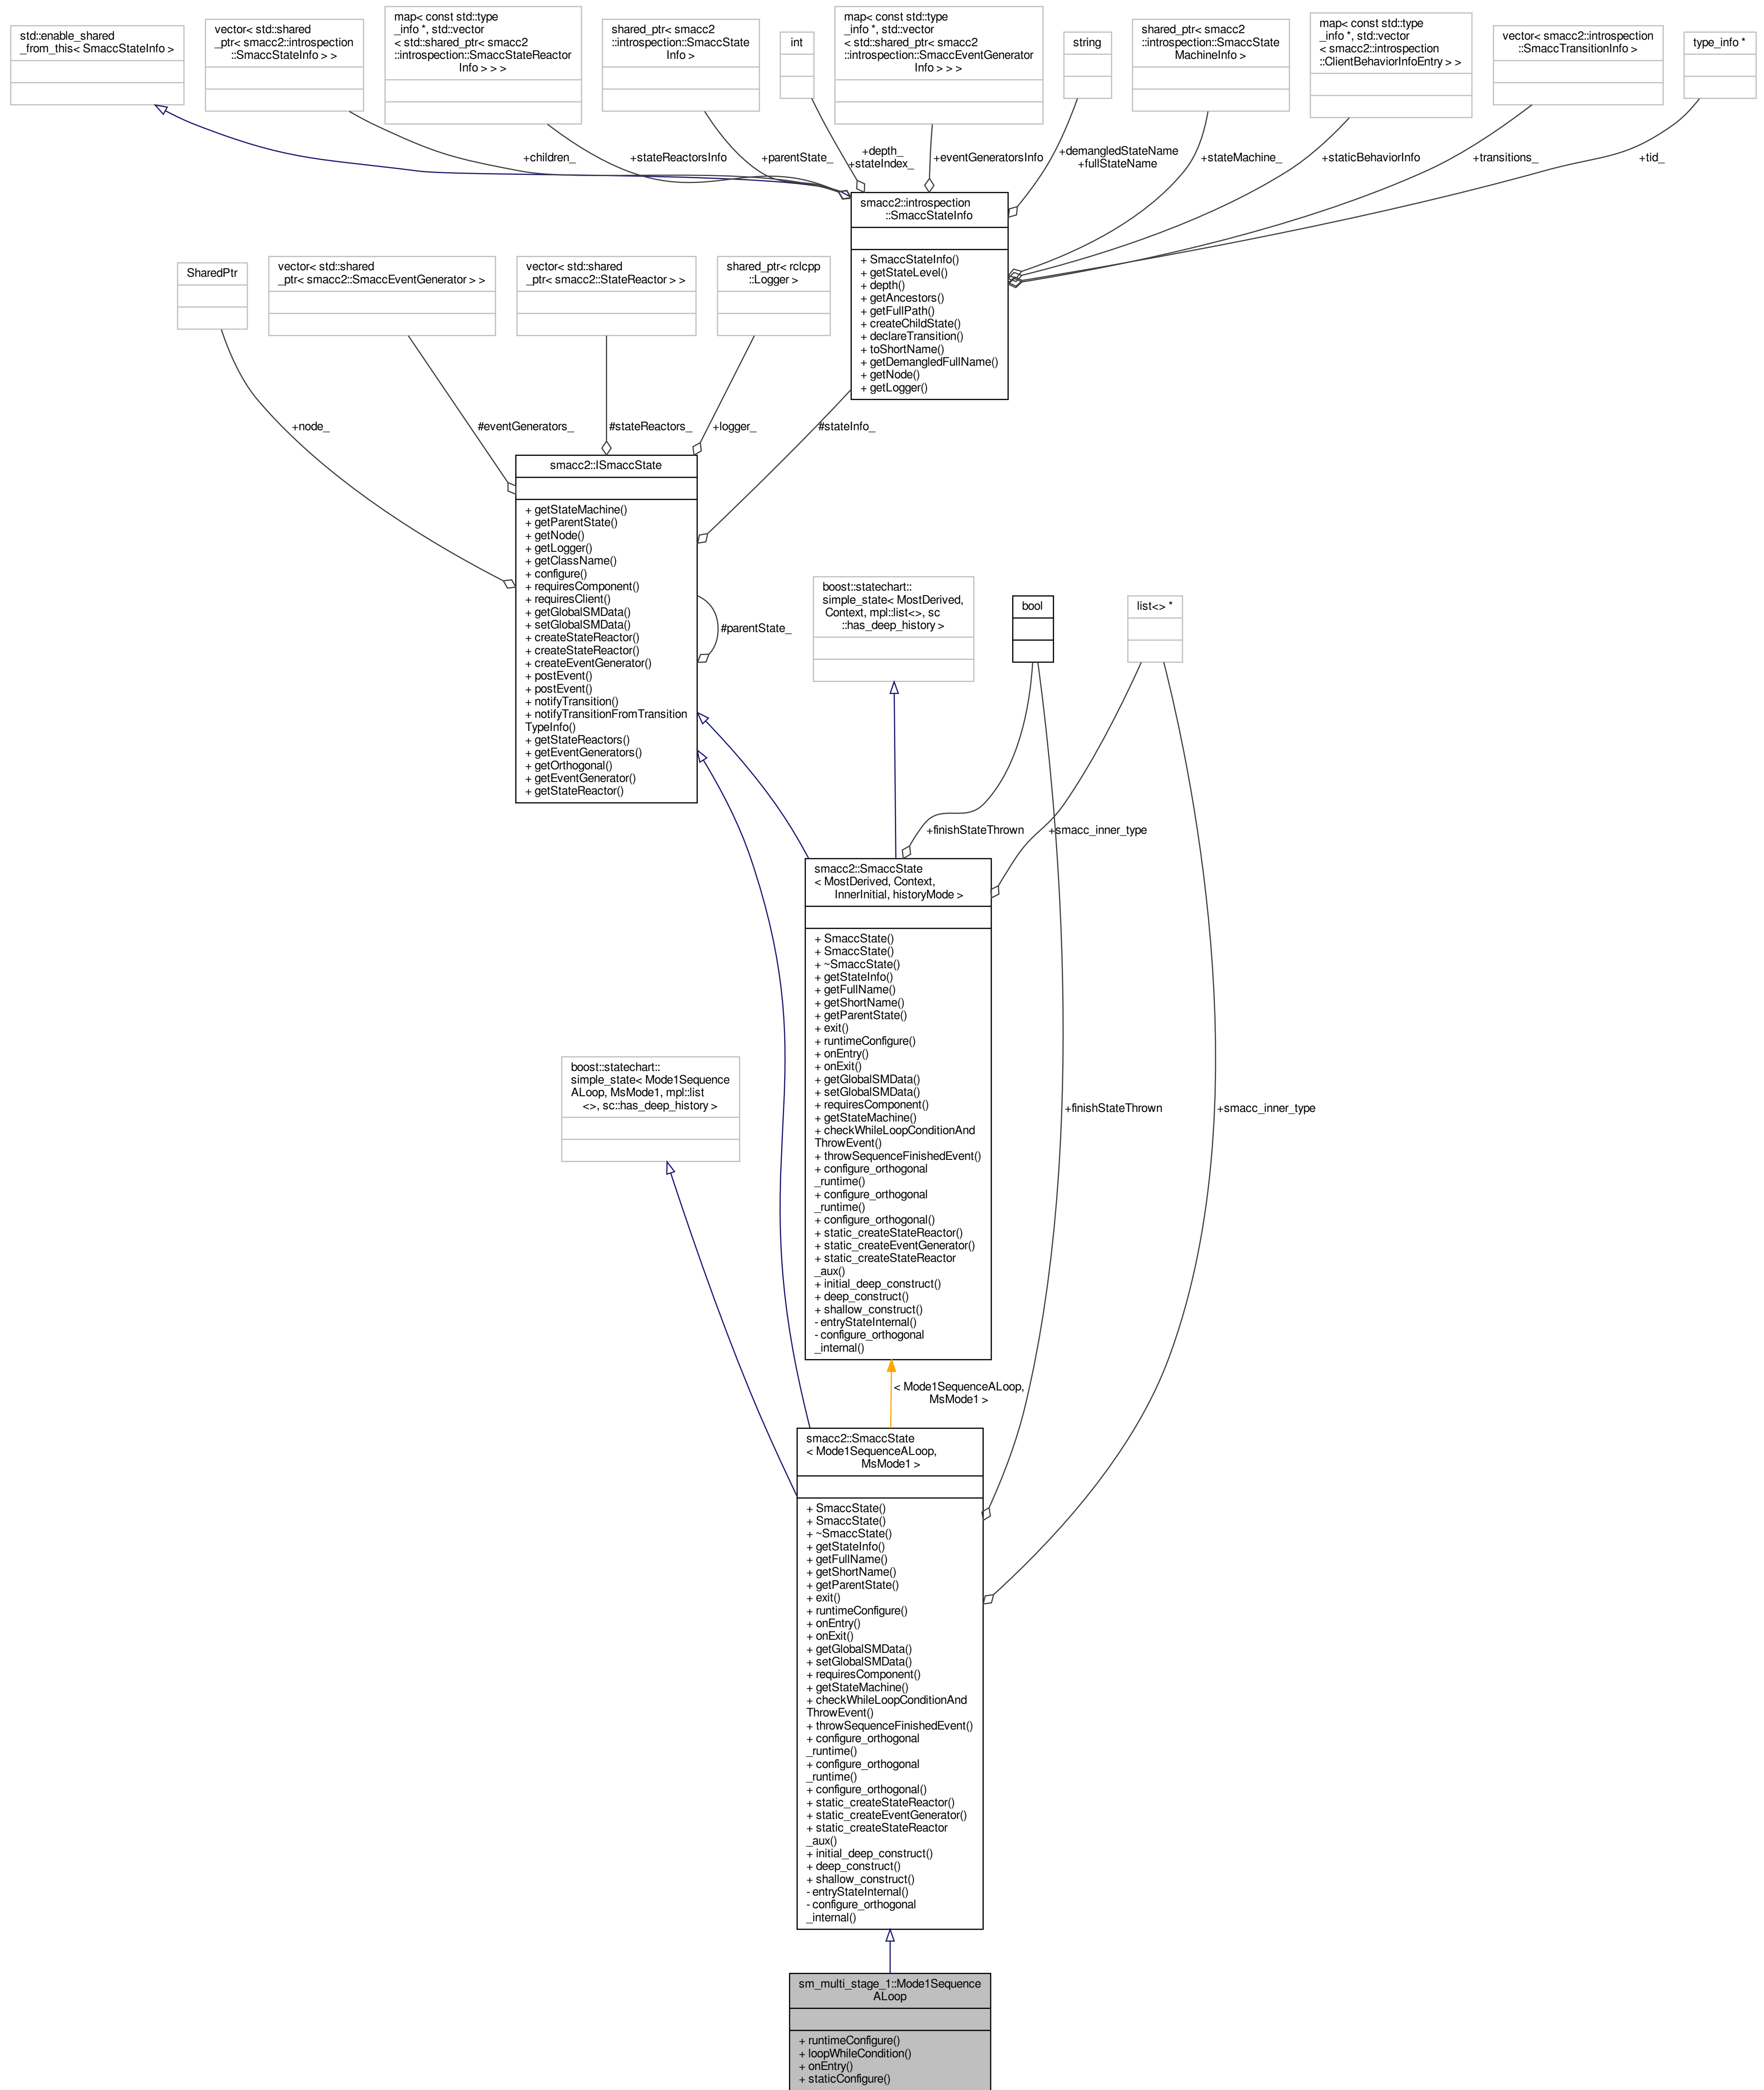 std::enable_shared
_from_this< SmaccStateInfo >
vector< std::shared
_ptr< smacc2::introspection
::SmaccStateInfo > >
map< const std::type
_info *, std::vector
< std::shared_ptr< smacc2
::introspection::SmaccStateReactor
Info > > >
shared_ptr< smacc2
::introspection::SmaccState
Info >
int
map< const std::type
_info *, std::vector
< std::shared_ptr< smacc2
::introspection::SmaccEventGenerator
Info > > >
string
shared_ptr< smacc2
::introspection::SmaccState
MachineInfo >
map< const std::type
_info *, std::vector
< smacc2::introspection
::ClientBehaviorInfoEntry > >
vector< smacc2::introspection
::SmaccTransitionInfo >
type_info *
+children_
+stateReactorsInfo
+parentState_
+depth_
+stateIndex_
+eventGeneratorsInfo
+demangledStateName
+fullStateName
+stateMachine_
+staticBehaviorInfo
+transitions_
+tid_
smacc2::introspection
::SmaccStateInfo
+ SmaccStateInfo()
+ getStateLevel()
+ depth()
+ getAncestors()
+ getFullPath()
+ createChildState()
+ declareTransition()
+ toShortName()
+ getDemangledFullName()
+ getNode()
+ getLogger()
SharedPtr
vector< std::shared
_ptr< smacc2::SmaccEventGenerator > >
vector< std::shared
_ptr< smacc2::StateReactor > >
shared_ptr< rclcpp
::Logger >
+node_
#eventGenerators_
#stateReactors_
+logger_
#stateInfo_
smacc2::ISmaccState
+ getStateMachine()
+ getParentState()
+ getNode()
+ getLogger()
+ getClassName()
+ configure()
+ requiresComponent()
+ requiresClient()
+ getGlobalSMData()
+ setGlobalSMData()
+ createStateReactor()
+ createStateReactor()
+ createEventGenerator()
+ postEvent()
+ postEvent()
+ notifyTransition()
+ notifyTransitionFromTransition
TypeInfo()
+ getStateReactors()
+ getEventGenerators()
+ getOrthogonal()
+ getEventGenerator()
+ getStateReactor()
#parentState_
boost::statechart::
simple_state< MostDerived,
Context, mpl::list<>, sc
::has_deep_history >
bool
list<> *
+finishStateThrown
+smacc_inner_type
smacc2::SmaccState
< MostDerived, Context,
InnerInitial, historyMode >
+ SmaccState()
+ SmaccState()
+ ~SmaccState()
+ getStateInfo()
+ getFullName()
+ getShortName()
+ getParentState()
+ exit()
+ runtimeConfigure()
+ onEntry()
+ onExit()
+ getGlobalSMData()
+ setGlobalSMData()
+ requiresComponent()
+ getStateMachine()
+ checkWhileLoopConditionAnd
ThrowEvent()
+ throwSequenceFinishedEvent()
+ configure_orthogonal
_runtime()
+ configure_orthogonal
_runtime()
+ configure_orthogonal()
+ static_createStateReactor()
+ static_createEventGenerator()
+ static_createStateReactor
_aux()
+ initial_deep_construct()
+ deep_construct()
+ shallow_construct()
- entryStateInternal()
- configure_orthogonal
_internal()
boost::statechart::
simple_state< Mode1Sequence
ALoop, MsMode1, mpl::list
<>, sc::has_deep_history >
+finishStateThrown
+smacc_inner_type
< Mode1SequenceALoop,
MsMode1 >
smacc2::SmaccState
< Mode1SequenceALoop,
MsMode1 >
+ SmaccState()
+ SmaccState()
+ ~SmaccState()
+ getStateInfo()
+ getFullName()
+ getShortName()
+ getParentState()
+ exit()
+ runtimeConfigure()
+ onEntry()
+ onExit()
+ getGlobalSMData()
+ setGlobalSMData()
+ requiresComponent()
+ getStateMachine()
+ checkWhileLoopConditionAnd
ThrowEvent()
+ throwSequenceFinishedEvent()
+ configure_orthogonal
_runtime()
+ configure_orthogonal
_runtime()
+ configure_orthogonal()
+ static_createStateReactor()
+ static_createEventGenerator()
+ static_createStateReactor
_aux()
+ initial_deep_construct()
+ deep_construct()
+ shallow_construct()
- entryStateInternal()
- configure_orthogonal
_internal()
sm_multi_stage_1::Mode1Sequence
ALoop
+ runtimeConfigure()
+ loopWhileCondition()
+ onEntry()
+ staticConfigure()